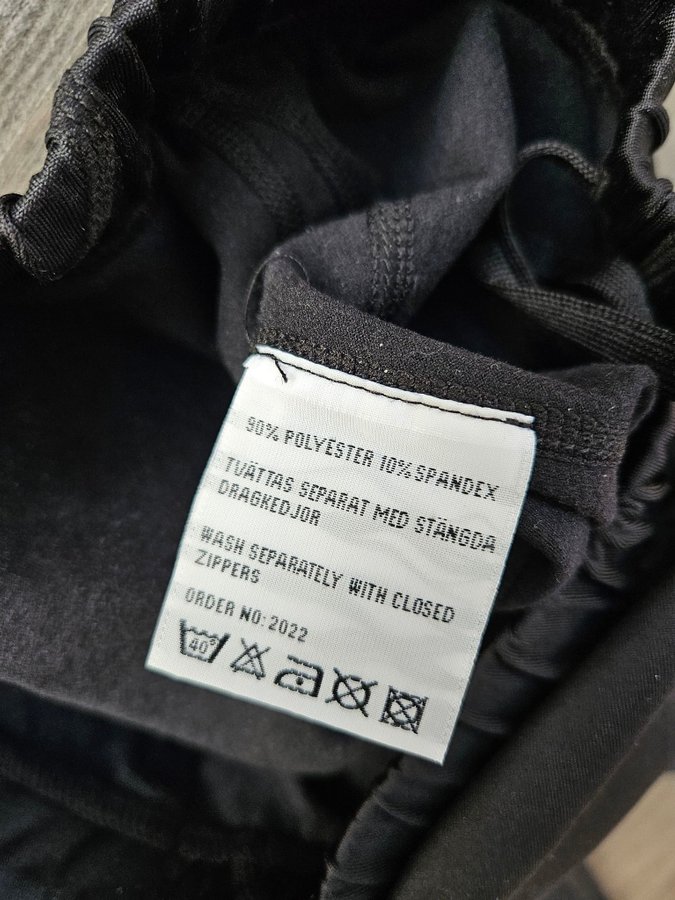 90% POLYESTER 10% SPANDEX
TVÄTTAS SEPARAT MED STÄNGDA
DRAGKEDJOR
WASH SEPARATELY WITH CLOSED
ZIPPERS
ORDER NO: 2022
40°